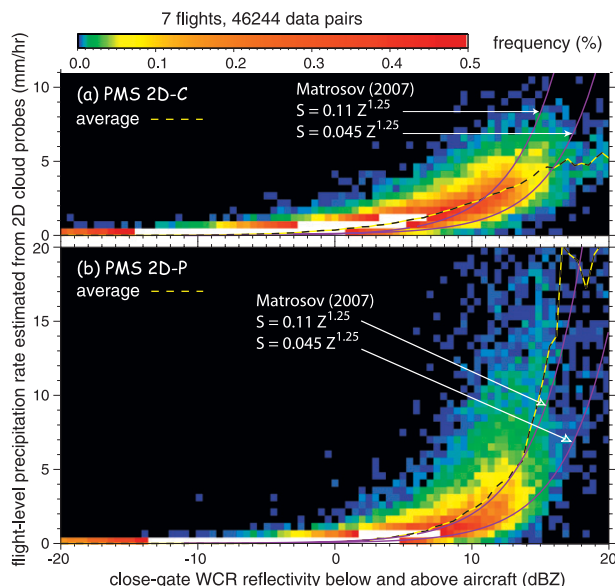 7 flights, 46244 data pairs
frequency (%)
0.0 0.1 0.2 0.3 0.4 0.5
flight-level precipitation rate estimated from 2D cloud probes (mm/hr)
10
5
0
(a) PMS 2D-C
average
Matrosov (2007)
S = 0.11 Z^1.25
S = 0.045 Z^1.25
20
15
10
5
0
(b) PMS 2D-P
average
Matrosov (2007)
S = 0.11 Z^1.25
S = 0.045 Z^1.25
-20 -10 0 10 20
close-gate WCR reflectivity below and above aircraft (dBZ)